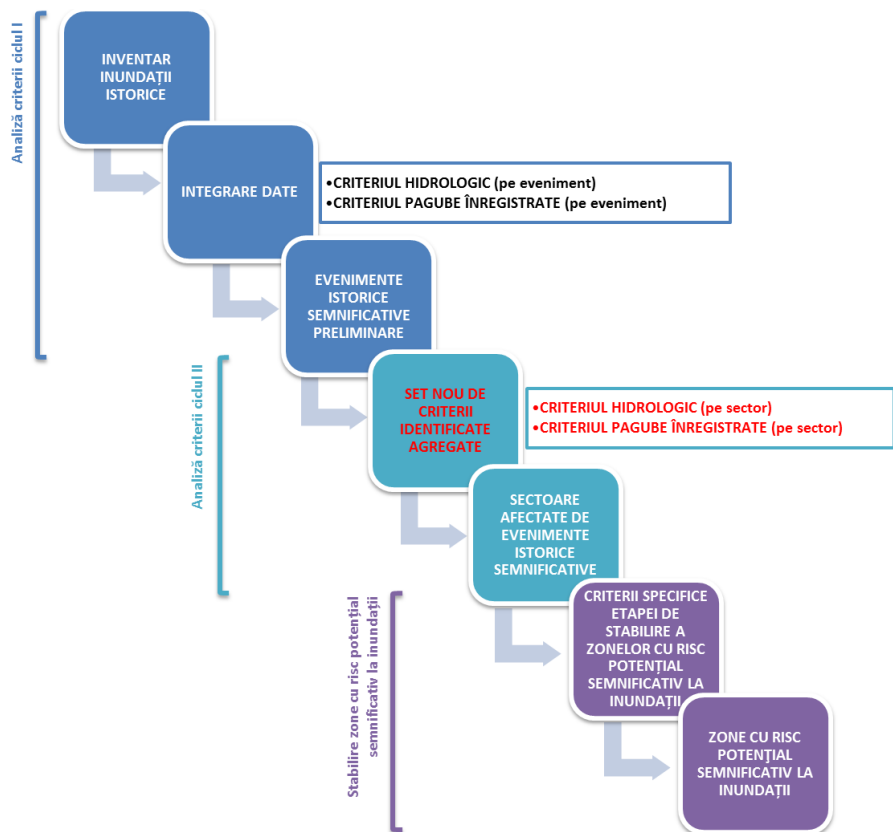 Analiză criterii ciclul I
INVENTAR
INUNDAȚII
ISTORICE
INTEGRARE DATE
•CRITERIUL HIDROLOGIC (pe eveniment)
•CRITERIUL PAGUBE ÎNREGISTRATE (pe eveniment)
EVENIMENTE
ISTORICE
SEMNIFICATIVE
PRELIMINARE
Analiză criterii ciclul II
SET NOU DE
CRITERII
IDENTIFICATE
AGREGATE
•CRITERIUL HIDROLOGIC (pe sector)
•CRITERIUL PAGUBE ÎNREGISTRATE (pe sector)
SECTOARE
AFECTATE DE
EVENIMENTE
ISTORICE
SEMNIFICATIVE
Stabilire zone cu risc potențial
semnificativ la inundații
CRITERII SPECIFICE
ETAPEI DE
STABILIRE A
ZONELOR CU RISC
POTENȚIAL
SEMNIFICATIV LA
INUNDAȚII
ZONE CU RISC
POTENȚIAL
SEMNIFICATIV LA
INUNDAȚII